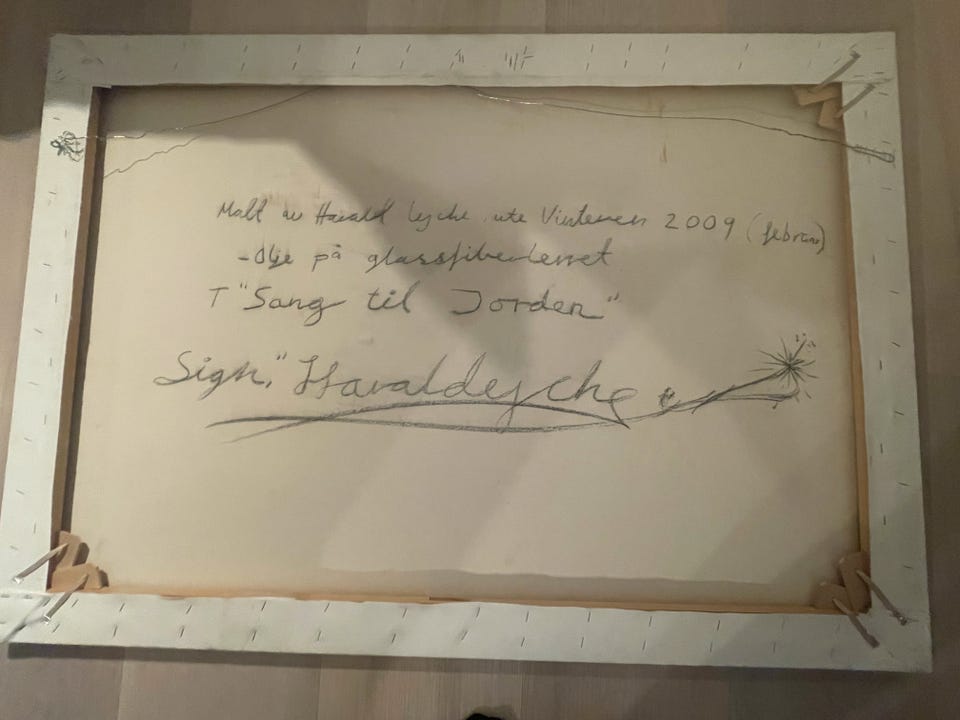 Malt av Harald Lyche ute Vinteren 2009 (februar)
- Olje på glassfiberlerret
T "Sang til Jorden"
Sign. "Haraldlyche